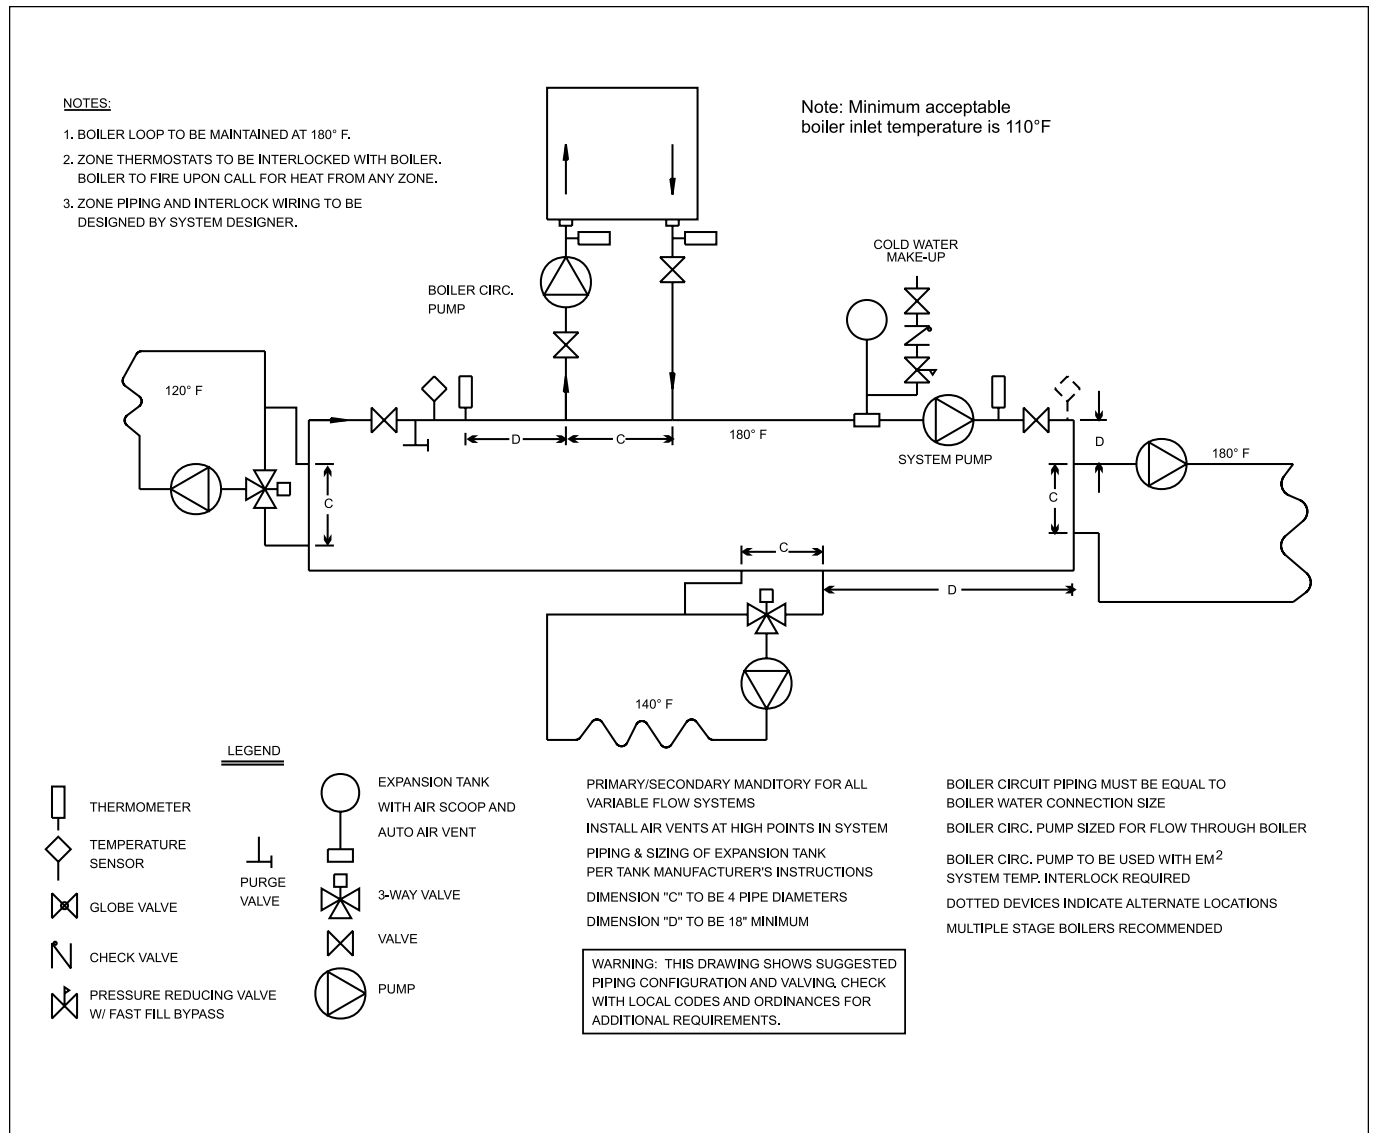 NOTES:
1. BOILER LOOP TO BE MAINTAINED AT 180° F.
2. ZONE THERMOSTATS TO BE INTERLOCKED WITH BOILER.
BOILER TO FIRE UPON CALL FOR HEAT FROM ANY ZONE.
3. ZONE PIPING AND INTERLOCK WIRING TO BE
DESIGNED BY SYSTEM DESIGNER.
Note: Minimum acceptable
boiler inlet temperature is 110°F
COLD WATER
MAKE-UP
BOILER CIRC.
PUMP
120° F
D
C
180° F
SYSTEM PUMP
D
180° F
C
C
C
D
140° F
LEGEND
THERMOMETER
TEMPERATURE
SENSOR
GLOBE VALVE
CHECK VALVE
PRESSURE REDUCING VALVE
W/ FAST FILL BYPASS
PURGE
VALVE
EXPANSION TANK
WITH AIR SCOOP AND
AUTO AIR VENT
3-WAY VALVE
VALVE
PUMP
PRIMARY/SECONDARY MANDITORY FOR ALL
VARIABLE FLOW SYSTEMS
INSTALL AIR VENTS AT HIGH POINTS IN SYSTEM
PIPING & SIZING OF EXPANSION TANK
PER TANK MANUFACTURER'S INSTRUCTIONS
DIMENSION "C" TO BE 4 PIPE DIAMETERS
DIMENSION "D" TO BE 18" MINIMUM
WARNING: THIS DRAWING SHOWS SUGGESTED
PIPING CONFIGURATION AND VALVING. CHECK
WITH LOCAL CODES AND ORDINANCES FOR
ADDITIONAL REQUIREMENTS.
BOILER CIRCUIT PIPING MUST BE EQUAL TO
BOILER WATER CONNECTION SIZE
BOILER CIRC. PUMP SIZED FOR FLOW THROUGH BOILER
BOILER CIRC. PUMP TO BE USED WITH EM²
SYSTEM TEMP. INTERLOCK REQUIRED
DOTTED DEVICES INDICATE ALTERNATE LOCATIONS
MULTIPLE STAGE BOILERS RECOMMENDED